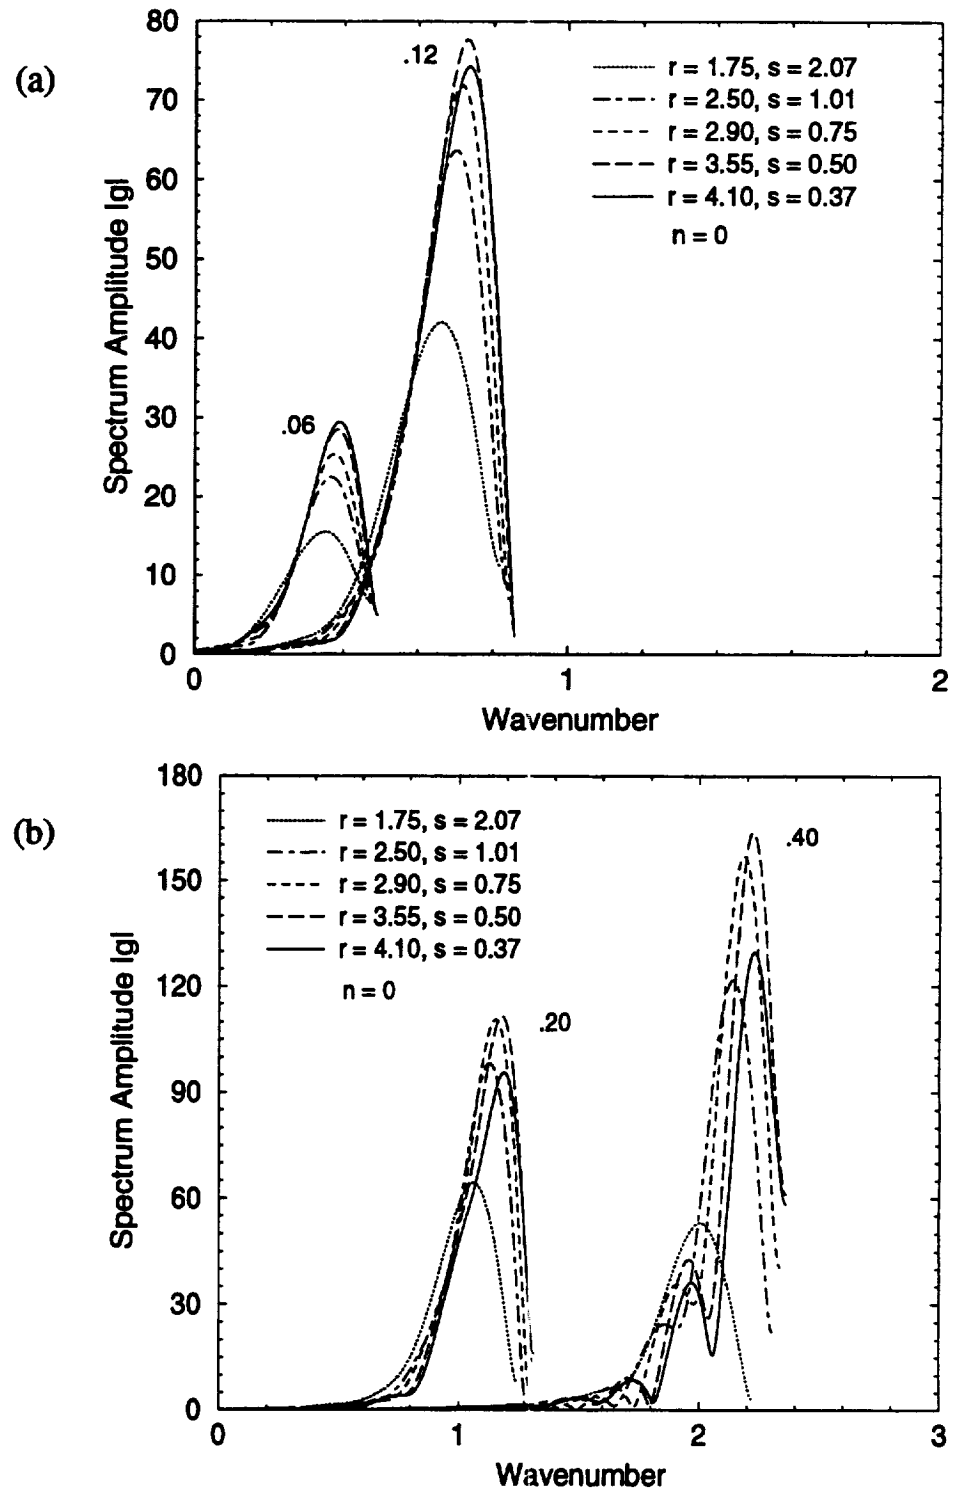 (a)
80
70
60
50
40
30
20
10
0
Spectrum Amplitude |g|
.12
.06
r = 1.75, s = 2.07
r = 2.50, s = 1.01
r = 2.90, s = 0.75
r = 3.55, s = 0.50
r = 4.10, s = 0.37
n = 0
0 1 2
Wavenumber
(b)
180
150
120
90
60
30
0
Spectrum Amplitude |g|
r = 1.75, s = 2.07
r = 2.50, s = 1.01
r = 2.90, s = 0.75
r = 3.55, s = 0.50
r = 4.10, s = 0.37
n = 0
.20
.40
0 1 2 3
Wavenumber